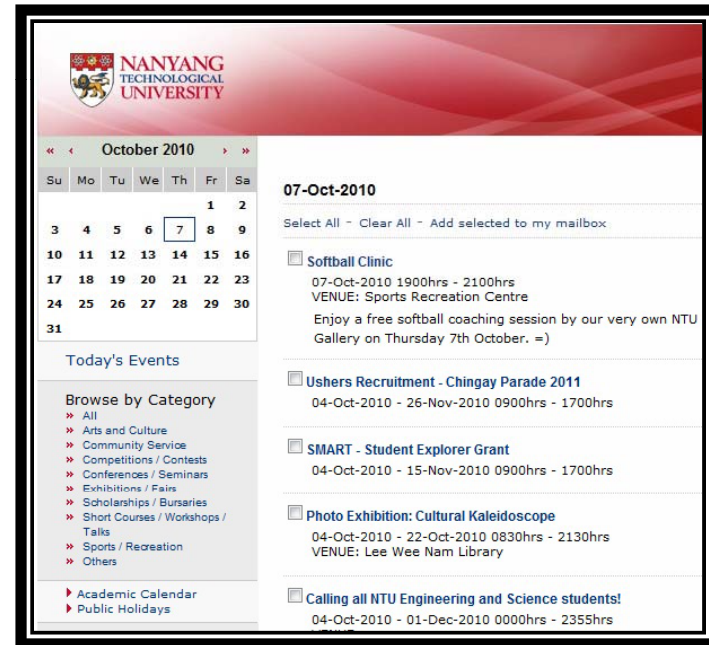 NANYANG
TECHNOLOGICAL
UNIVERSITY
« ‹ October 2010 › »
Su Mo Tu We Th Fr Sa
1 2
3 4 5 6 7 8 9
10 11 12 13 14 15 16
17 18 19 20 21 22 23
24 25 26 27 28 29 30
31
Today's Events
Browse by Category
» All
» Arts and Culture
» Community Service
» Competitions / Contests
» Conferences / Seminars
» Exhibitions / Fairs
» Scholarships / Bursaries
» Short Courses / Workshops /
Talks
» Sports / Recreation
» Others
Academic Calendar
Public Holidays
07-Oct-2010
Select All - Clear All - Add selected to my mailbox
Softball Clinic
07-Oct-2010 1900hrs - 2100hrs
VENUE: Sports Recreation Centre
Enjoy a free softball coaching session by our very own NTU
Gallery on Thursday 7th October. =)
Ushers Recruitment - Chingay Parade 2011
04-Oct-2010 - 26-Nov-2010 0900hrs - 1700hrs
SMART - Student Explorer Grant
04-Oct-2010 - 15-Nov-2010 0900hrs - 1700hrs
Photo Exhibition: Cultural Kaleidoscope
04-Oct-2010 - 22-Oct-2010 0830hrs - 2130hrs
VENUE: Lee Wee Nam Library
Calling all NTU Engineering and Science students!
04-Oct-2010 - 01-Dec-2010 0000hrs - 2355hrs